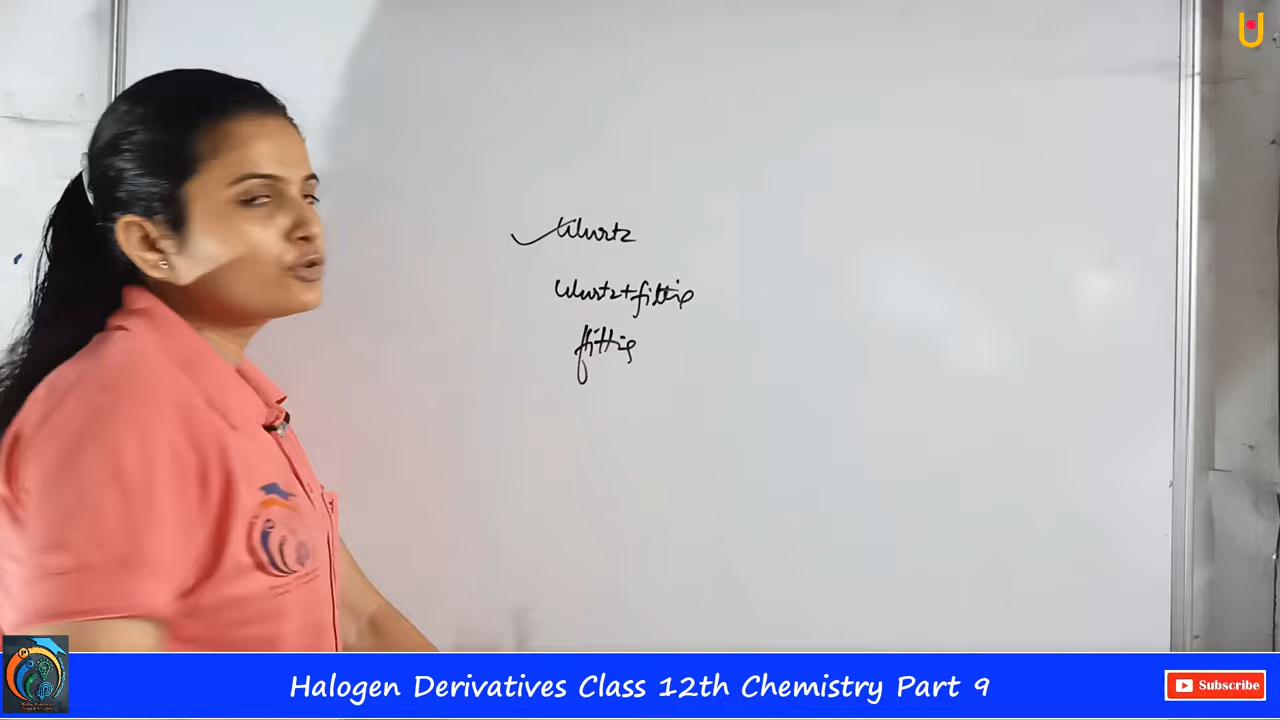 Wurtz
Wurtz + fittig
fittig
Halogen Derivatives Class 12th Chemistry Part 9
Subscribe